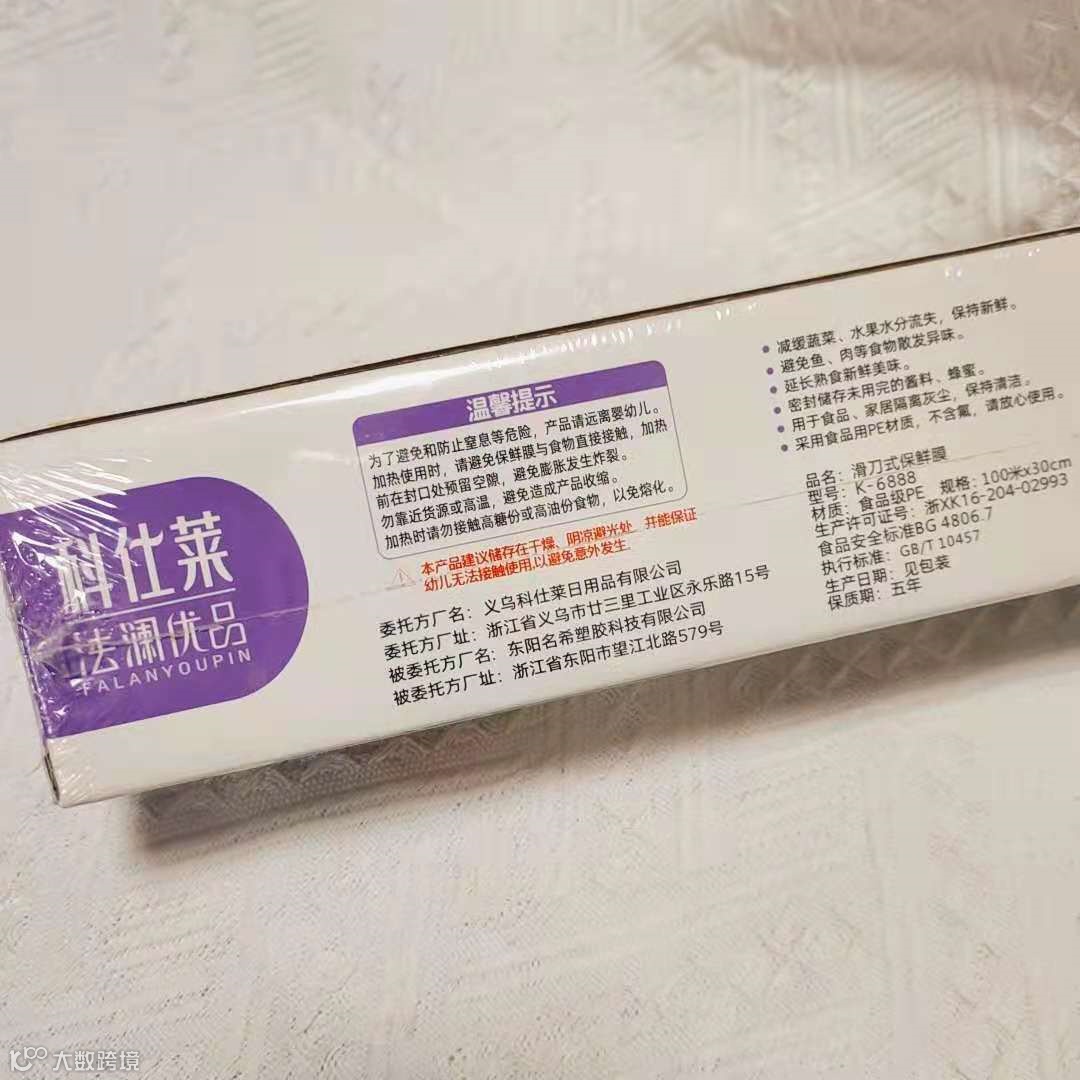 科仕莱
法澜优品
FALANYOUPIN
温馨提示
为了避免和防止窒息等危险，产品请远离婴幼儿。
加热使用时，请避免保鲜膜与食物直接接触，加热
前在封口处预留空隙，避免膨胀发生炸裂。
勿靠近货源或高温，避免造成产品收缩。
加热时请勿接触高糖份或高油份食物，以免熔化。
本产品建议储存在干燥、阴凉避光处，并能保证
幼儿无法接触使用,以避免意外发生.
委托方厂名：义乌科仕莱日用品有限公司
委托方厂址：浙江省义乌市廿三里工业区永乐路15号
被委托方厂名：东阳名希塑胶科技有限公司
被委托方厂址：浙江省东阳市望江北路579号
减缓蔬菜、水果水分流失，保持新鲜。
避免鱼、肉等食物散发异味。
延长熟食新鲜美味。
密封储存未用完的酱料、蜂蜜。
用于食品、家居隔离灰尘，保持清洁。
采用食品用PE材质，不含氟，请放心使用。
品名：滑刀式保鲜膜
型号：K-6888
材质：食品级PE 规格：100米x30cm
生产许可证号：浙XK16-204-02993
食品安全标准BG 4806.7
执行标准：GB/T 10457
生产日期：见包装
保质期：五年
大数跨境